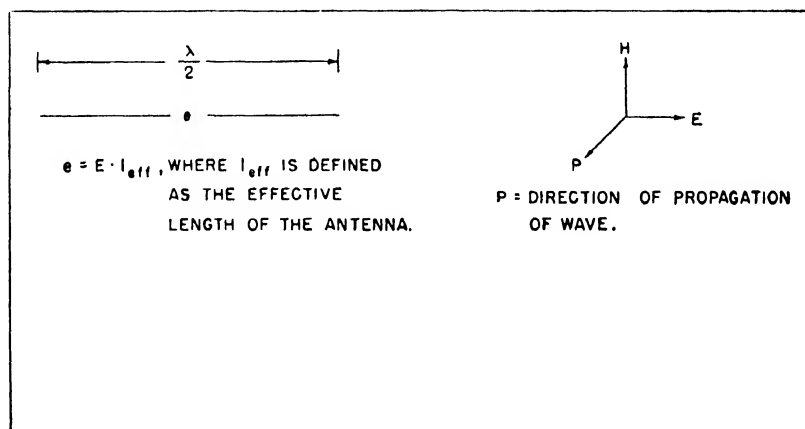 λ/2
e
e = E · l_eff, WHERE l_eff IS DEFINED
AS THE EFFECTIVE
LENGTH OF THE ANTENNA.
H
E
P
P = DIRECTION OF PROPAGATION
OF WAVE.